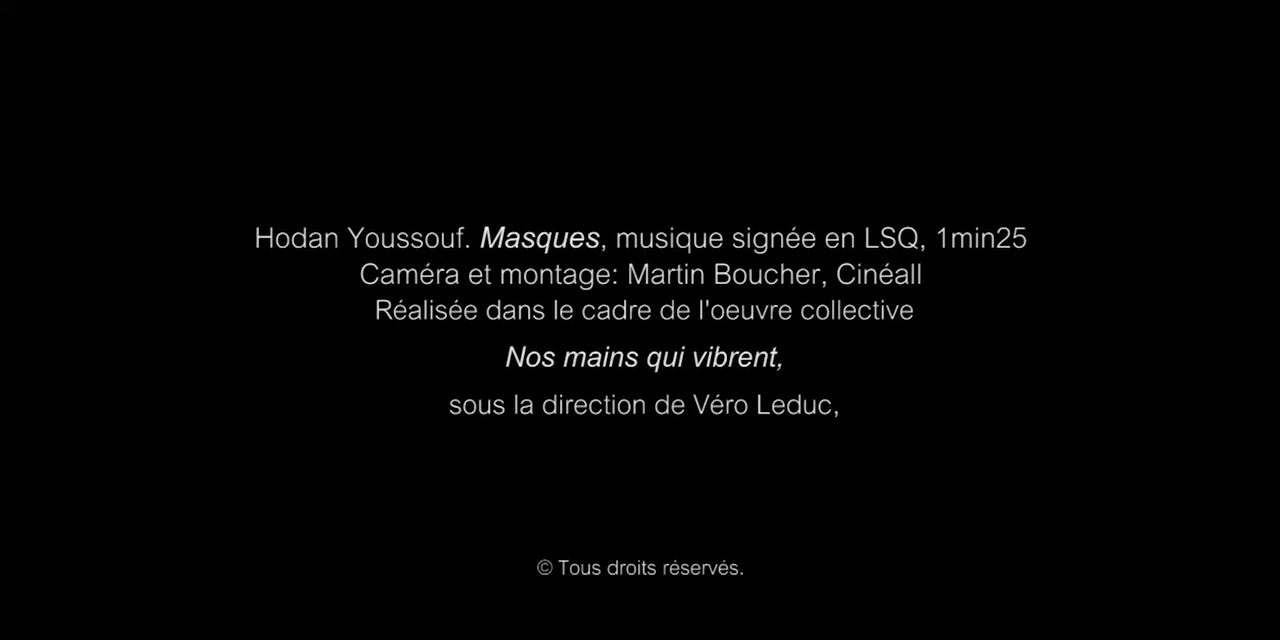 Hodan Youssouf. Masques, musique signée en LSQ, 1min25
Caméra et montage: Martin Boucher, Cinéall
Réalisée dans le cadre de l'oeuvre collective
Nos mains qui vibrent,
sous la direction de Véro Leduc,
© Tous droits réservés.